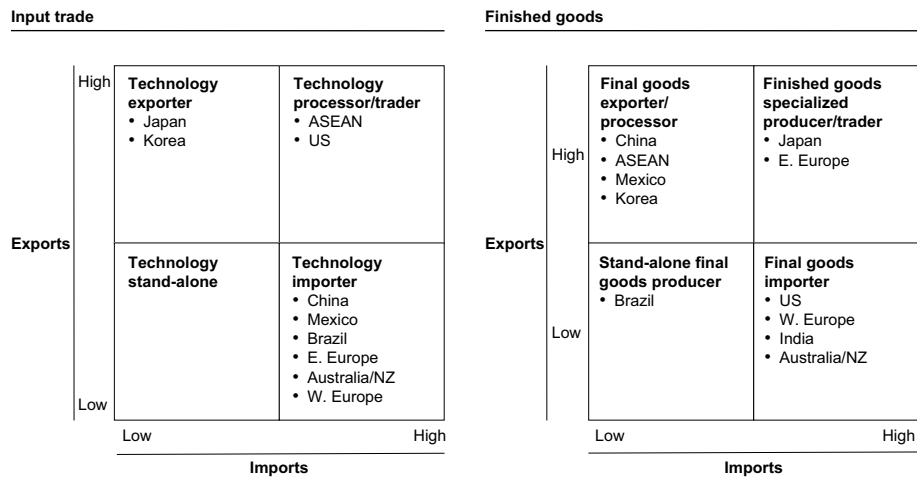 Input trade
Exports
High
Low
Technology
exporter
• Japan
• Korea
Technology
processor/trader
• ASEAN
• US
Technology
stand-alone
Technology
importer
• China
• Mexico
• Brazil
• E. Europe
• Australia/NZ
• W. Europe
Low
High
Imports
Finished goods
Exports
High
Low
Final goods
exporter/
processor
• China
• ASEAN
• Mexico
• Korea
Finished goods
specialized
producer/trader
• Japan
• E. Europe
Stand-alone final
goods producer
• Brazil
Final goods
importer
• US
• W. Europe
• India
• Australia/NZ
Low
High
Imports